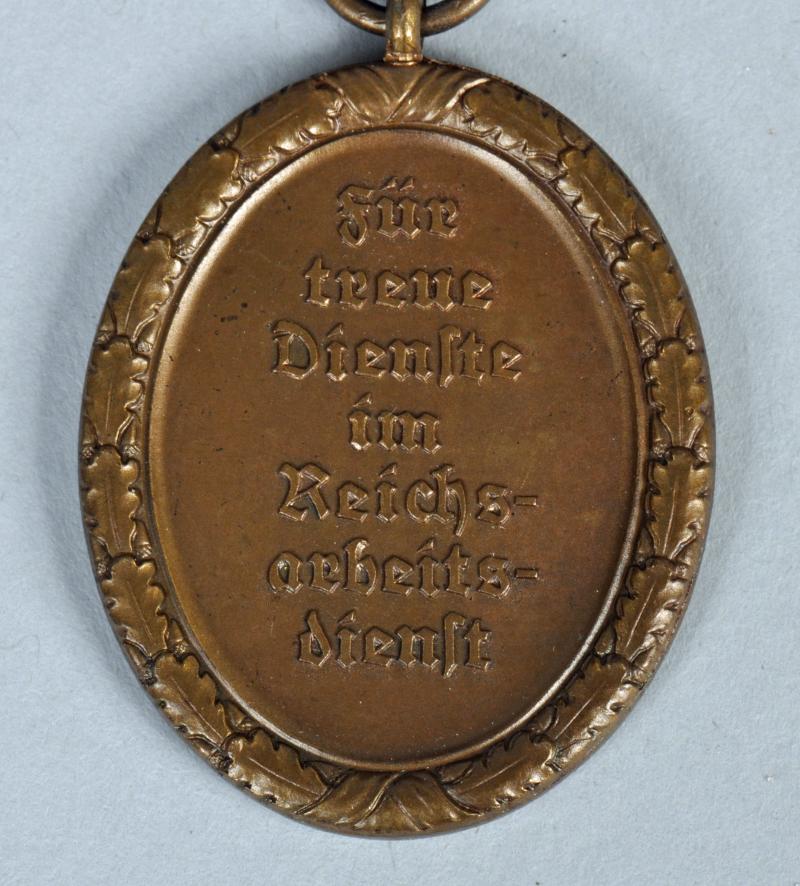 Für
treue
Dienste
im
Reichs-
arbeits-
dienst